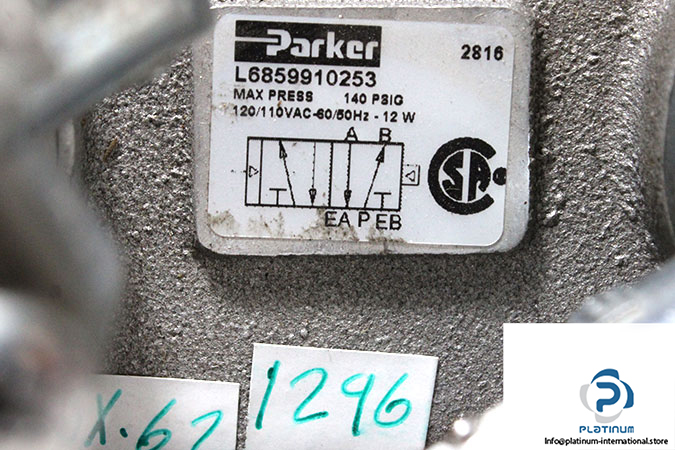 Parker
2816
L6859910253
MAX PRESS 140 PSIG
120/110VAC-60/50Hz - 12 W
A B
EA P EB
CSA
1296
X.62
PLATINUM
Info@platinum-international.store